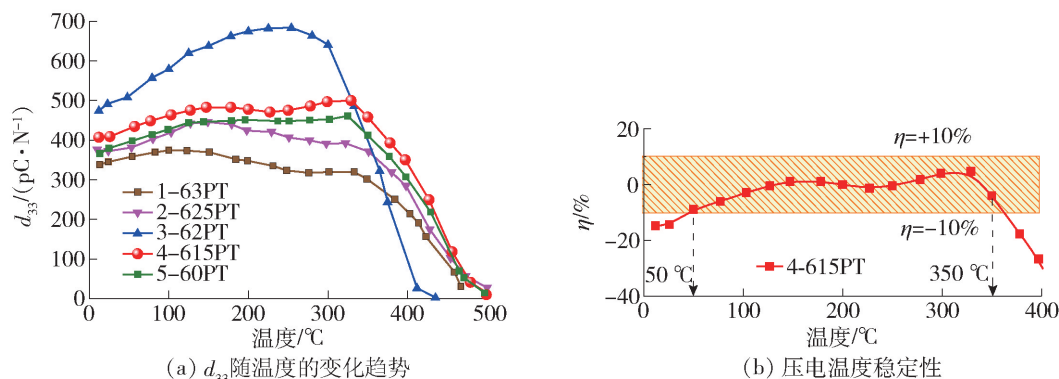 700
600
500
400
300
200
100
0
d₃₃/(pC·N⁻¹)
1-63PT
2-625PT
3-62PT
4-615PT
5-60PT
0 100 200 300 400 500
温度/℃
(a) d₃₃随温度的变化趋势
20
0
-20
-40
η/%
η=+10%
η=-10%
50 ℃
4-615PT
350 ℃
0 100 200 300 400
温度/℃
(b) 压电温度稳定性